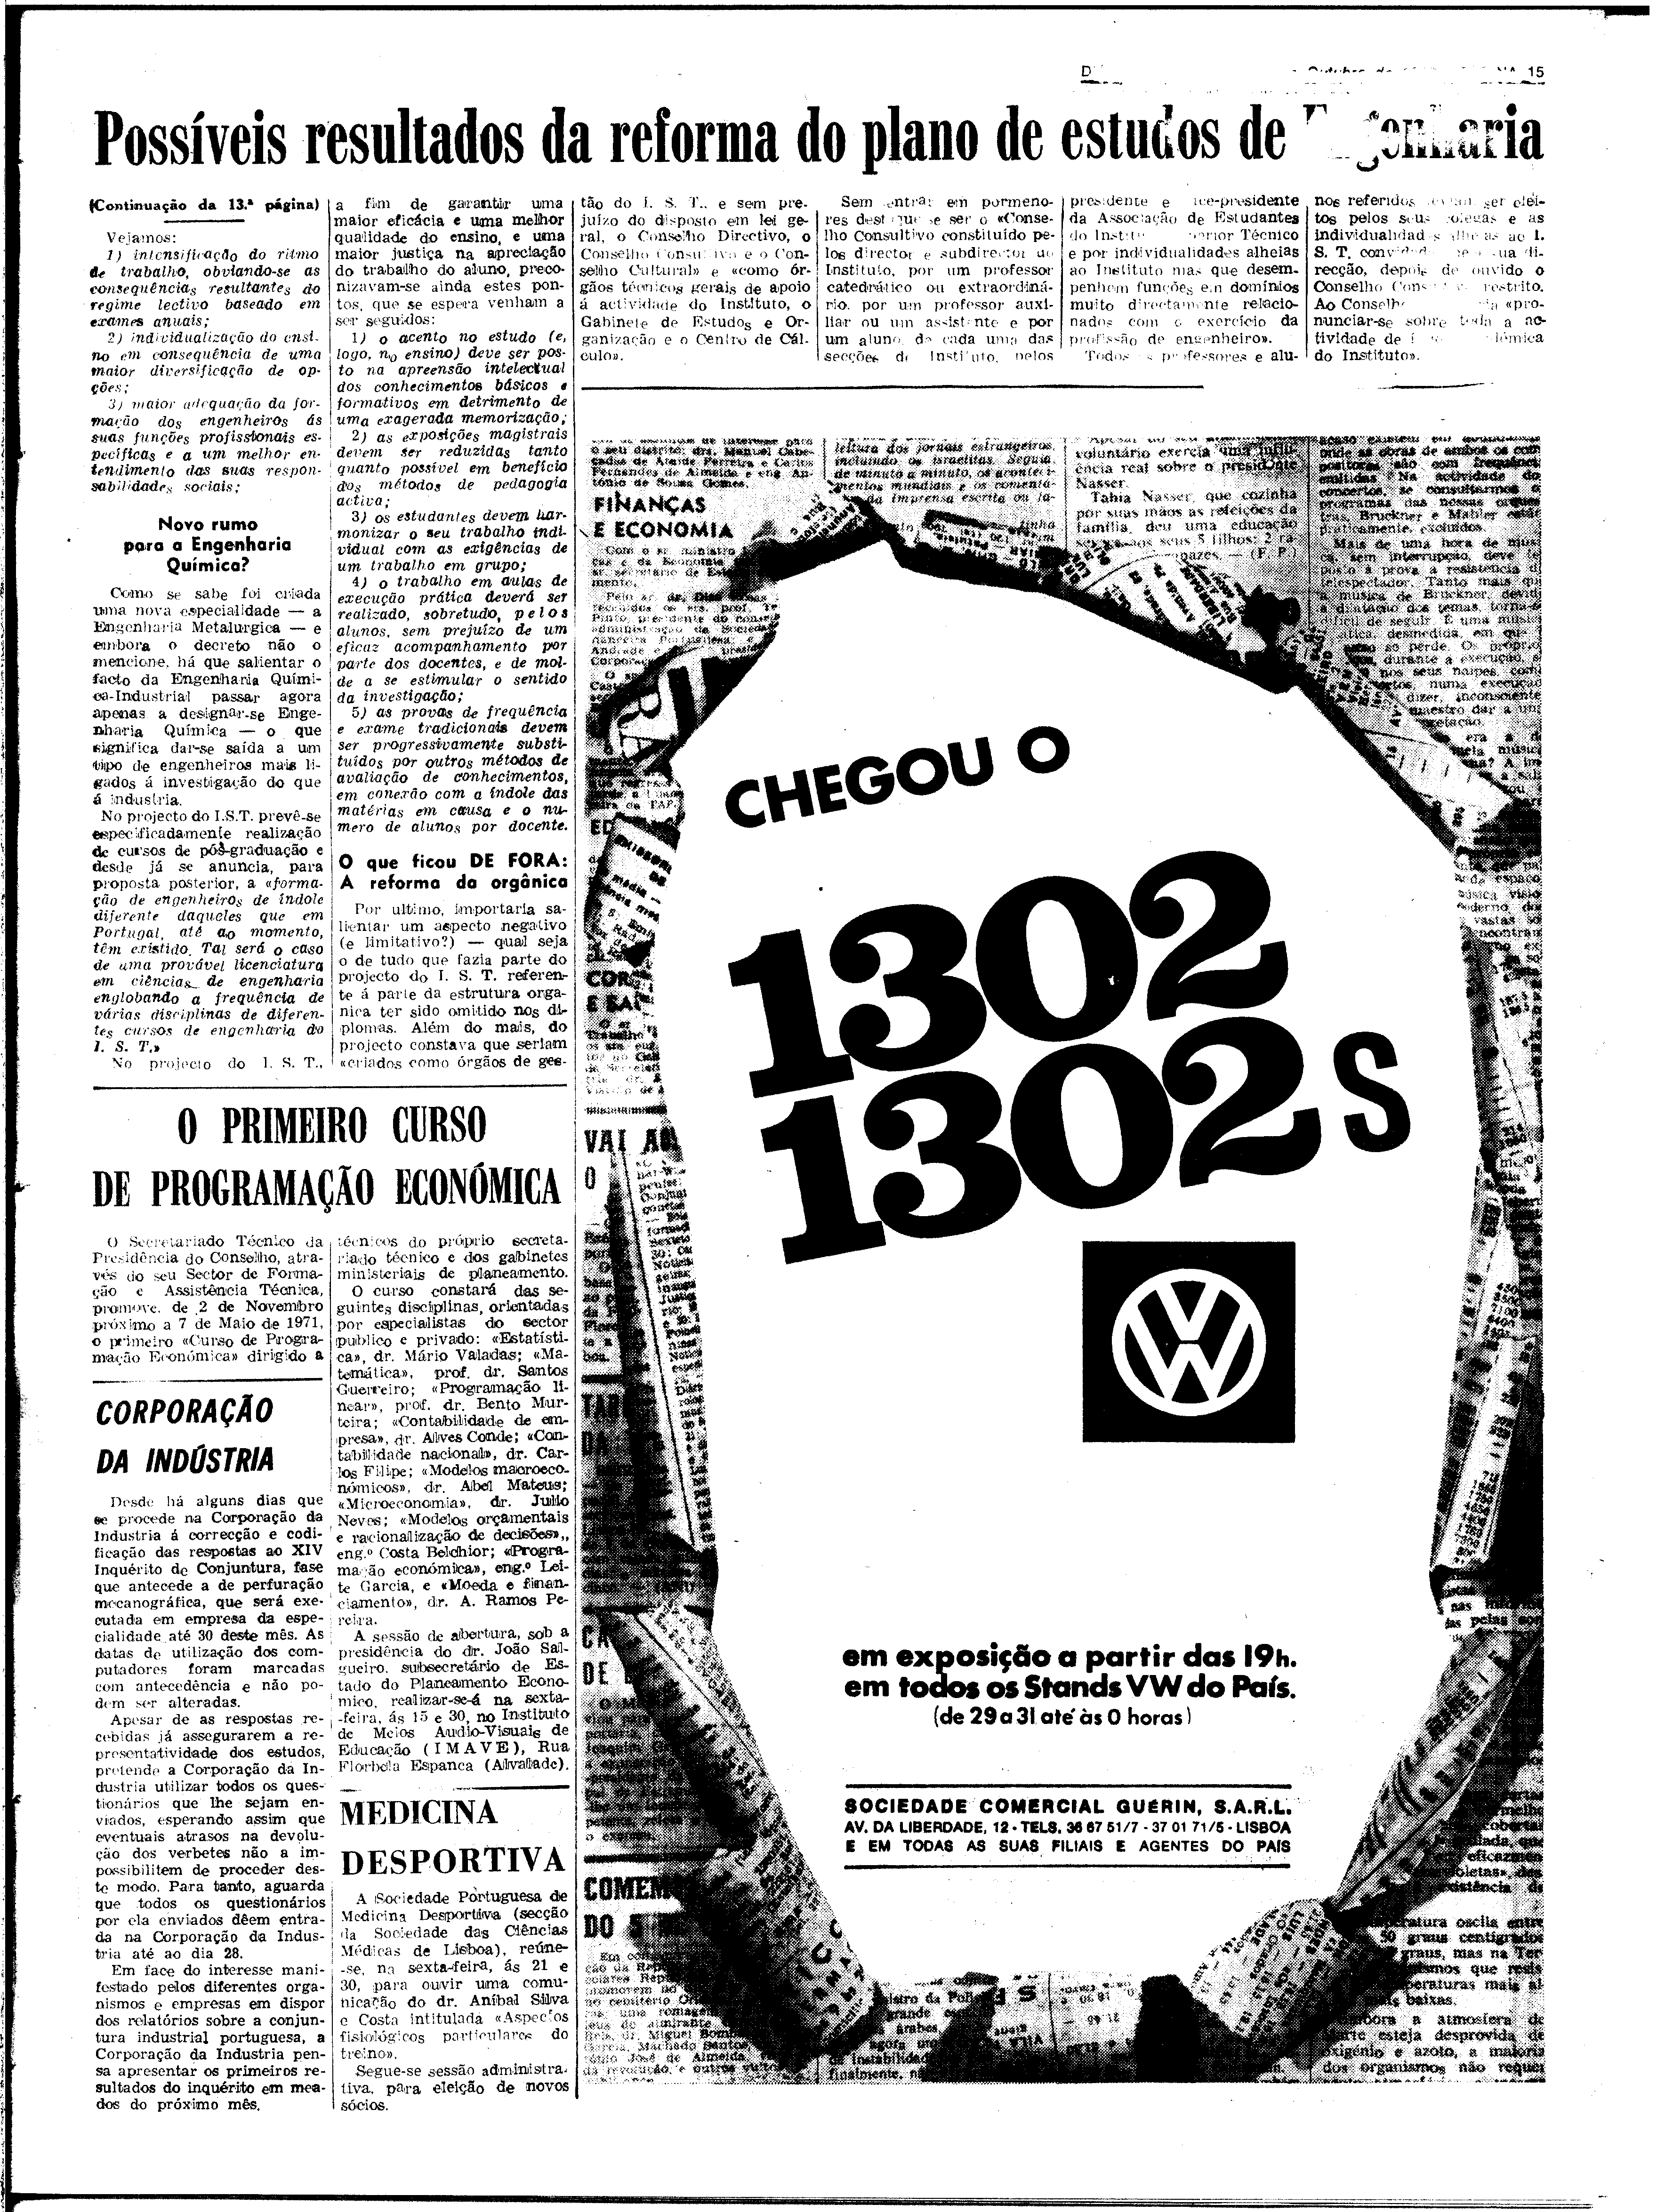 15
Possíveis resultados da reforma do plano de estudos de
(Continuação da 13.ª página)
Vejamos:
1) intensificação do ritmo
de trabalho, obviando-se as
consequências resultantes do
regime lectivo baseado em
exames anuais;
2) individualização do ensi-
no em consequência de uma
maior diversificação de op-
ções;
3) maior adequação da for-
mação dos engenheiros ás
suas funções profissionais es-
pecíficas e a um melhor en-
tendimento das suas respon-
sabilidades sociais;
Novo rumo
para a Engenharia
Química?
Como se sabe foi criada
uma nova especialidade — a
Engenharia Metalurgica — e
embora o decreto não o
mencione, há que salientar o
facto da Engenharia Quími-
ca-Industrial passar agora
apenas a designar-se Enge-
nharia Química — o que
significa dar-se saída a um
tipo de engenheiros mais li-
gados á investigação do que
á industria.
No projecto do I.S.T. prevê-se
especificadamente realização
de cursos de pós-graduação e
desde já se anuncia, para
proposta posterior, a «forma-
ção de engenheiros de índole
diferente daqueles que em
Portugal, até ao momento,
têm existido. Tal será o caso
de uma provável licenciatura
em ciências de engenharia
englobando a frequência de
várias disciplinas de diferen-
tes cursos de engenharia do
I. S. T.»
No projecto do I. S. T.,
a fim de garantir uma
maior eficácia e uma melhor
qualidade do ensino, e uma
maior justiça na apreciação
do trabalho do aluno, preco-
nizavam-se ainda estes pon-
tos, que se espera venham a
ser seguidos:
1) o acento no estudo (e,
logo, no ensino) deve ser pos-
to na apreensão intelectual
dos conhecimentos básicos e
formativos em detrimento de
uma exagerada memorização;
2) as exposições magistrais
devem ser reduzidas tanto
quanto possível em benefício
dos métodos de pedagogia
activa;
3) os estudantes devem har-
monizar o seu trabalho indi-
vidual com as exigências de
um trabalho em grupo;
4) o trabalho em aulas de
execução prática deverá ser
realizado, sobretudo, pelos
alunos, sem prejuízo de um
eficaz acompanhamento por
parte dos docentes, e de mol-
de a se estimular o sentido
da investigação;
5) as provas de frequência
e exame tradicionais devem
ser progressivamente substi-
tuídos por outros métodos de
avaliação de conhecimentos,
em conexão com a índole das
matérias em causa e o nu-
mero de alunos por docente.
O que ficou DE FORA:
A reforma da orgânica
Por ultimo, importaria sa-
lientar um aspecto negativo
(e limitativo?) — qual seja
o de tudo que fazia parte do
projecto do I. S. T. referen-
te á parte da estrutura orga-
nica ter sido omitido nos di-
plomas. Além do mais, do
projecto constava que seriam
«criados como órgãos de ges-
tão do I. S. T., e sem pre-
juízo do disposto em lei ge-
ral, o Conselho Directivo, o
Conselho Consultivo e o Con-
selho Cultural» e «como ór-
gãos técnicos gerais de apoio
á actividade do Instituto, o
Gabinete de Estudos e Or-
ganização e o Centro de Cál-
culo».
Sem entrar em pormeno-
res destaque se ser o «Conse-
lho Consultivo constituído pe-
los director e subdirector do
Instituto, por um professor
catedrático ou extraordiná-
rio, por um professor auxi-
liar ou um assistente e por
um aluno, de cada uma das
secções do Instituto, pelos
presidente e vice-presidente
da Associação de Estudantes
do Instituto Superior Técnico
e por individualidades alheias
ao Instituto mas que desem-
penhem funções em domínios
muito directamente relacio-
nados com o exercício da
profissão de engenheiro».
Todos os professores e alu-
nos referidos ser elei-
tos pelos seus colegas e as
individualidades alheias ao I.
S. T. sua di-
recção, depois de ouvido o
Conselho restrito.
Ao Conselho «pro-
nunciar-se sobre toda a ac-
tividade
do Instituto».
O PRIMEIRO CURSO
DE PROGRAMAÇÃO ECONÓMICA
O Secretariado Técnico da
Presidência do Conselho, atra-
vés do seu Sector de Forma-
ção e Assistência Técnica,
promove, de 2 de Novembro
próximo a 7 de Maio de 1971,
o primeiro «Curso de Progra-
mação Económica» dirigido a
técnicos do próprio secreta-
riado técnico e dos gabinetes
ministeriais de planeamento.
O curso constará das se-
guintes disciplinas, orientadas
por especialistas do sector
publico e privado: «Estatísti-
ca», dr. Mário Valadas; «Ma-
temática», prof. dr. Santos
Guerreiro; «Programação li-
near», prof. dr. Bento Mur-
teira; «Contabilidade de em-
presa», dr. Alves Conde; «Con-
tabilidade nacional», dr. Car-
los Filipe; «Modelos macroeco-
nómicos», dr. Abel Mateus;
«Microeconomia», dr. Julio
Neves; «Modelos orçamentais
e racionalização de decisões»,,
eng.º Costa Belchior; «Progra-
mação económica», eng.º Lei-
te Garcia, e «Moeda e finan-
ciamento», dr. A. Ramos Pe-
reira.
A sessão de abertura, sob a
presidência do dr. João Sal-
gueiro, subsecretário de Es-
tado do Planeamento Econo-
mico, realizar-se-á na sexta-
-feira, ás 15 e 30, no Instituto
de Meios Audio-Visuais de
Educação (IMAVE), Rua
Florbela Espanca (Alvalade).
CORPORAÇÃO
DA INDÚSTRIA
Desde há alguns dias que
se procede na Corporação da
Industria á correcção e codi-
ficação das respostas ao XIV
Inquérito de Conjuntura, fase
que antecede a de perfuração
mecanográfica, que será exe-
cutada em empresa da espe-
cialidade até 30 deste mês. As
datas de utilização dos com-
putadores foram marcadas
com antecedência e não po-
dem ser alteradas.
Apesar de as respostas re-
cebidas já assegurarem a re-
presentatividade dos estudos,
pretende a Corporação da In-
dustria utilizar todos os ques-
tionários que lhe sejam en-
viados, esperando assim que
eventuais atrasos na devolu-
ção dos verbetes não a im-
possibilitem de proceder des-
te modo. Para tanto, aguarda
que todos os questionários
por ela enviados dêem entra-
da na Corporação da Indus-
tria até ao dia 28.
Em face do interesse mani-
festado pelos diferentes orga-
nismos e empresas em dispor
dos relatórios sobre a conjun-
tura industrial portuguesa, a
Corporação da Industria pen-
sa apresentar os primeiros re-
sultados do inquérito em mea-
dos do próximo mês.
MEDICINA
DESPORTIVA
A Sociedade Portuguesa de
Medicina Desportiva (secção
da Sociedade das Ciências
Médicas de Lisboa), reúne-
-se, na sexta-feira, ás 21 e
30, para ouvir uma comu-
nicação do dr. Aníbal Silva
e Costa intitulada «Aspectos
fisiológicos particulares do
treino».
Segue-se sessão administra-
tiva, para eleição de novos
sócios.
FINANÇAS
E ECONOMIA
CHEGOU O
1302
1302 S
em exposição a partir das 19h.
em todos os Stands VW do País.
(de 29 a 31 até às 0 horas)
SOCIEDADE COMERCIAL GUÉRIN, S.A.R.L.
AV. DA LIBERDADE, 12 - TELS. 36 67 51/7 - 37 01 71/5 - LISBOA
E EM TODAS AS SUAS FILIAIS E AGENTES DO PAÍS